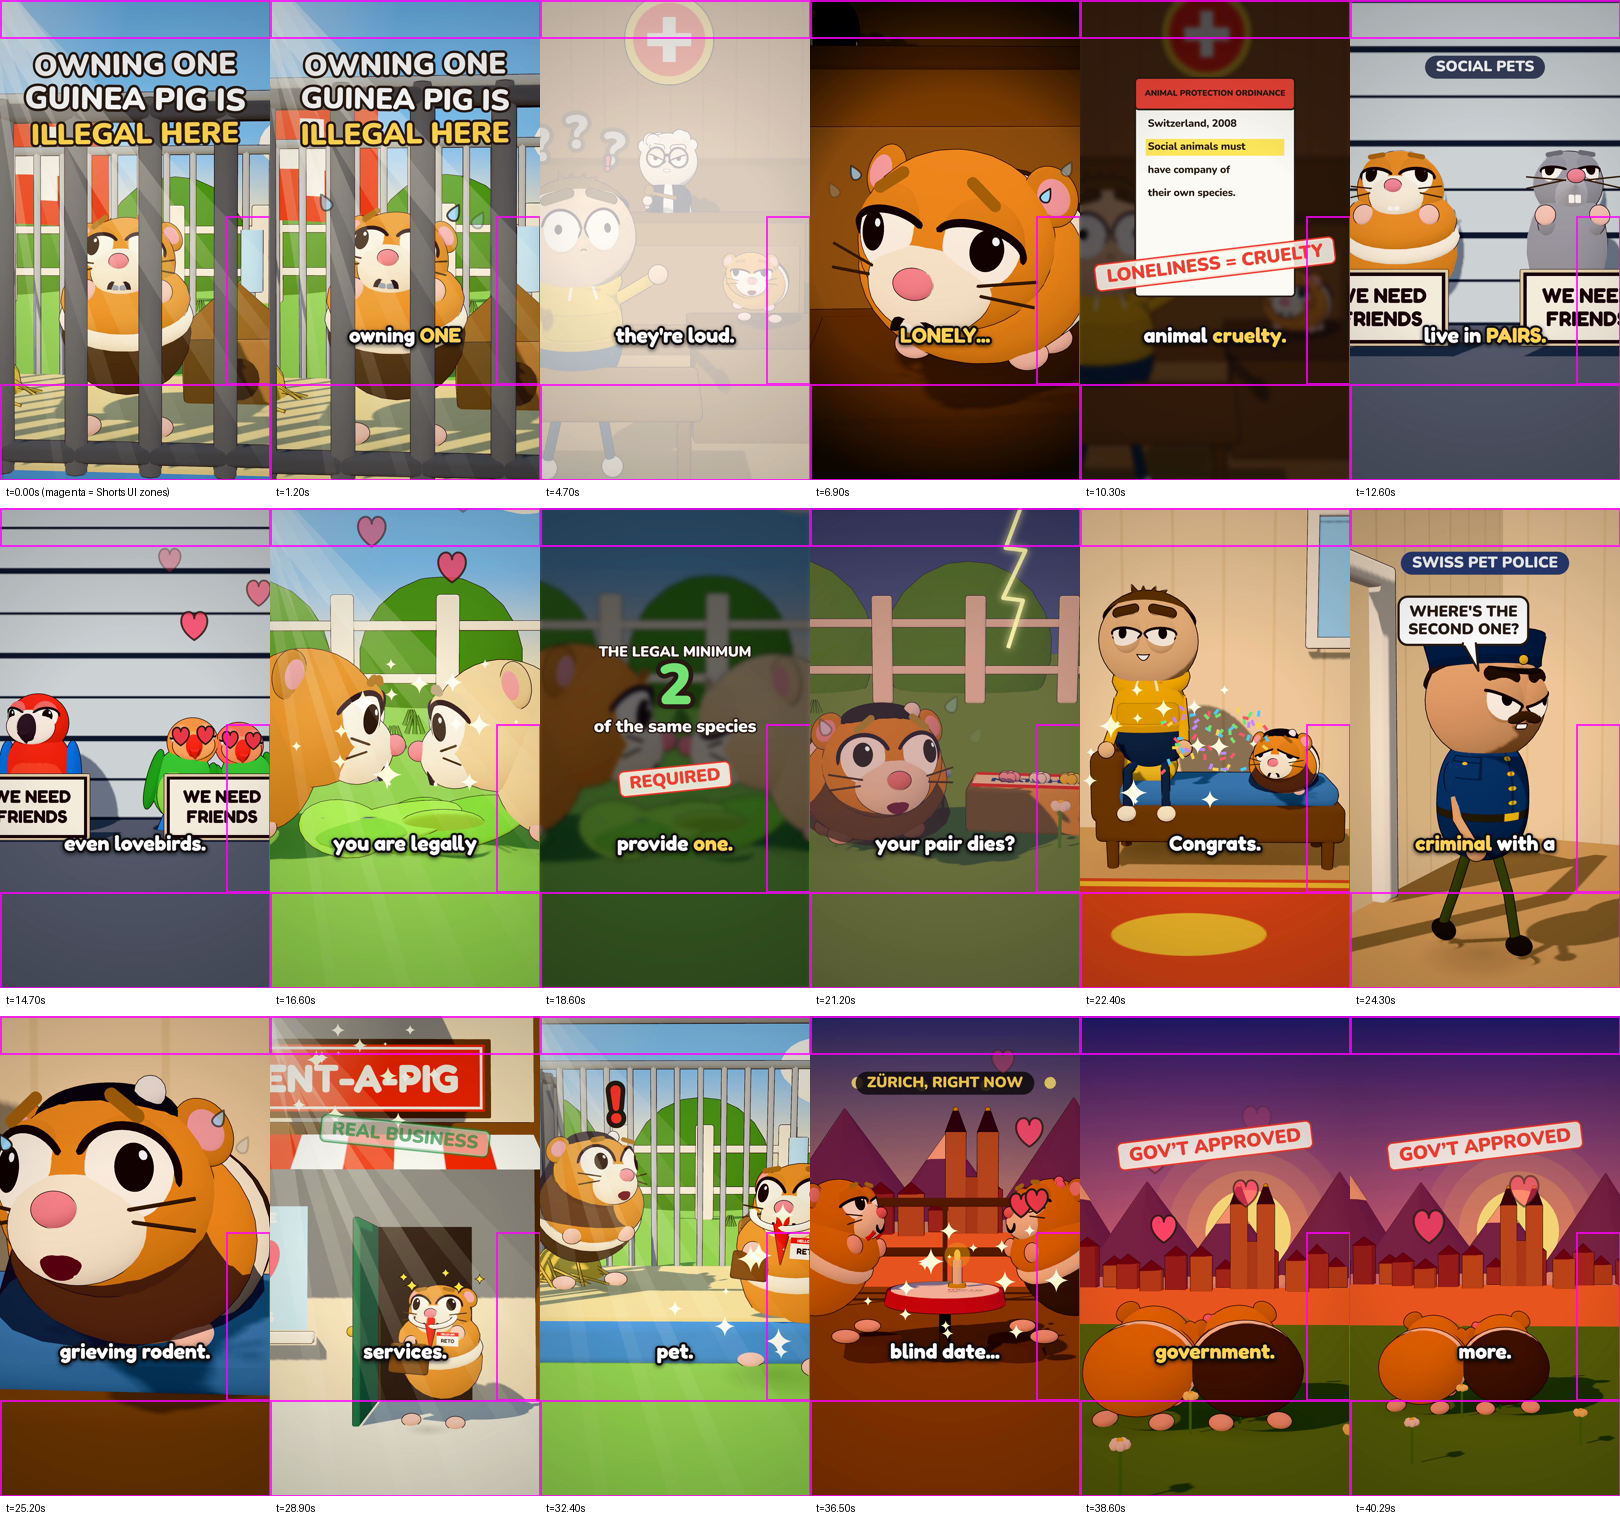 OWNING ONE
GUINEA PIG IS
ILLEGAL HERE
t=0.00s (magenta = Shorts UI zones)
OWNING ONE
GUINEA PIG IS
ILLEGAL HERE
owning ONE
t=1.20s
? ? ?
they're loud.
t=4.70s
LONELY...
t=6.90s
ANIMAL PROTECTION ORDINANCE
Switzerland, 2008
Social animals must
have company of
their own species.
LONELINESS = CRUELTY
animal cruelty.
t=10.30s
SOCIAL PETS
WE NEED
FRIENDS
WE NEE
FRIENDS
live in PAIRS.
t=12.60s
WE NEED
FRIENDS
WE NEED
FRIENDS
even lovebirds.
t=14.70s
you are legally
t=16.60s
THE LEGAL MINIMUM
2
of the same species
REQUIRED
provide one.
t=18.60s
your pair dies?
t=21.20s
Congrats.
t=22.40s
SWISS PET POLICE
WHERE'S THE
SECOND ONE?
criminal with a
t=24.30s
grieving rodent.
t=25.20s
ENT-A-PIG
REAL BUSINESS
HELLO
RETO
services.
t=28.90s
!
HELLO
RET
pet.
t=32.40s
ZÜRICH, RIGHT NOW
blind date...
t=36.50s
GOV'T APPROVED
government.
t=38.60s
GOV'T APPROVED
more.
t=40.29s